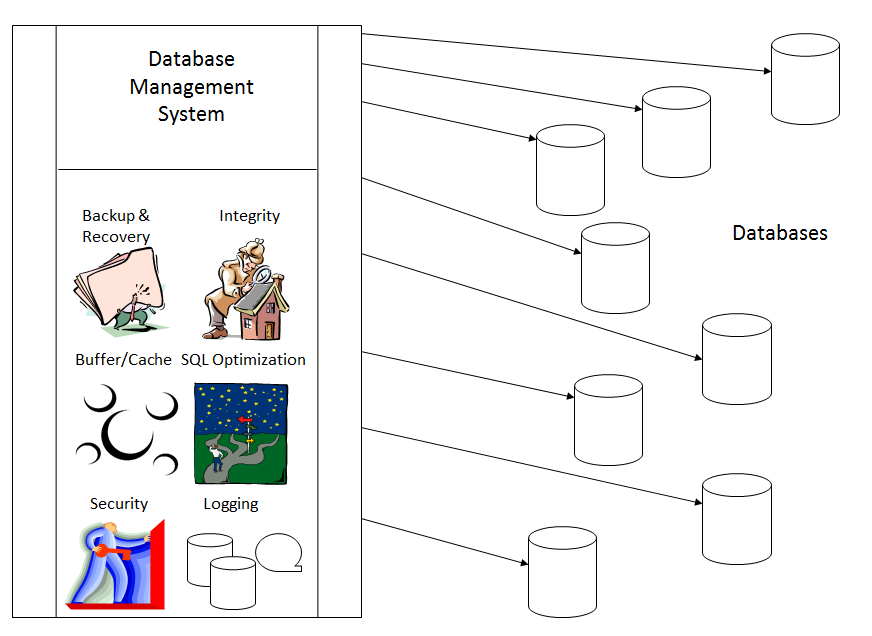 Database
Management
System
Backup &
Recovery
Integrity
Databases
Buffer/Cache
SQL Optimization
Security
Logging